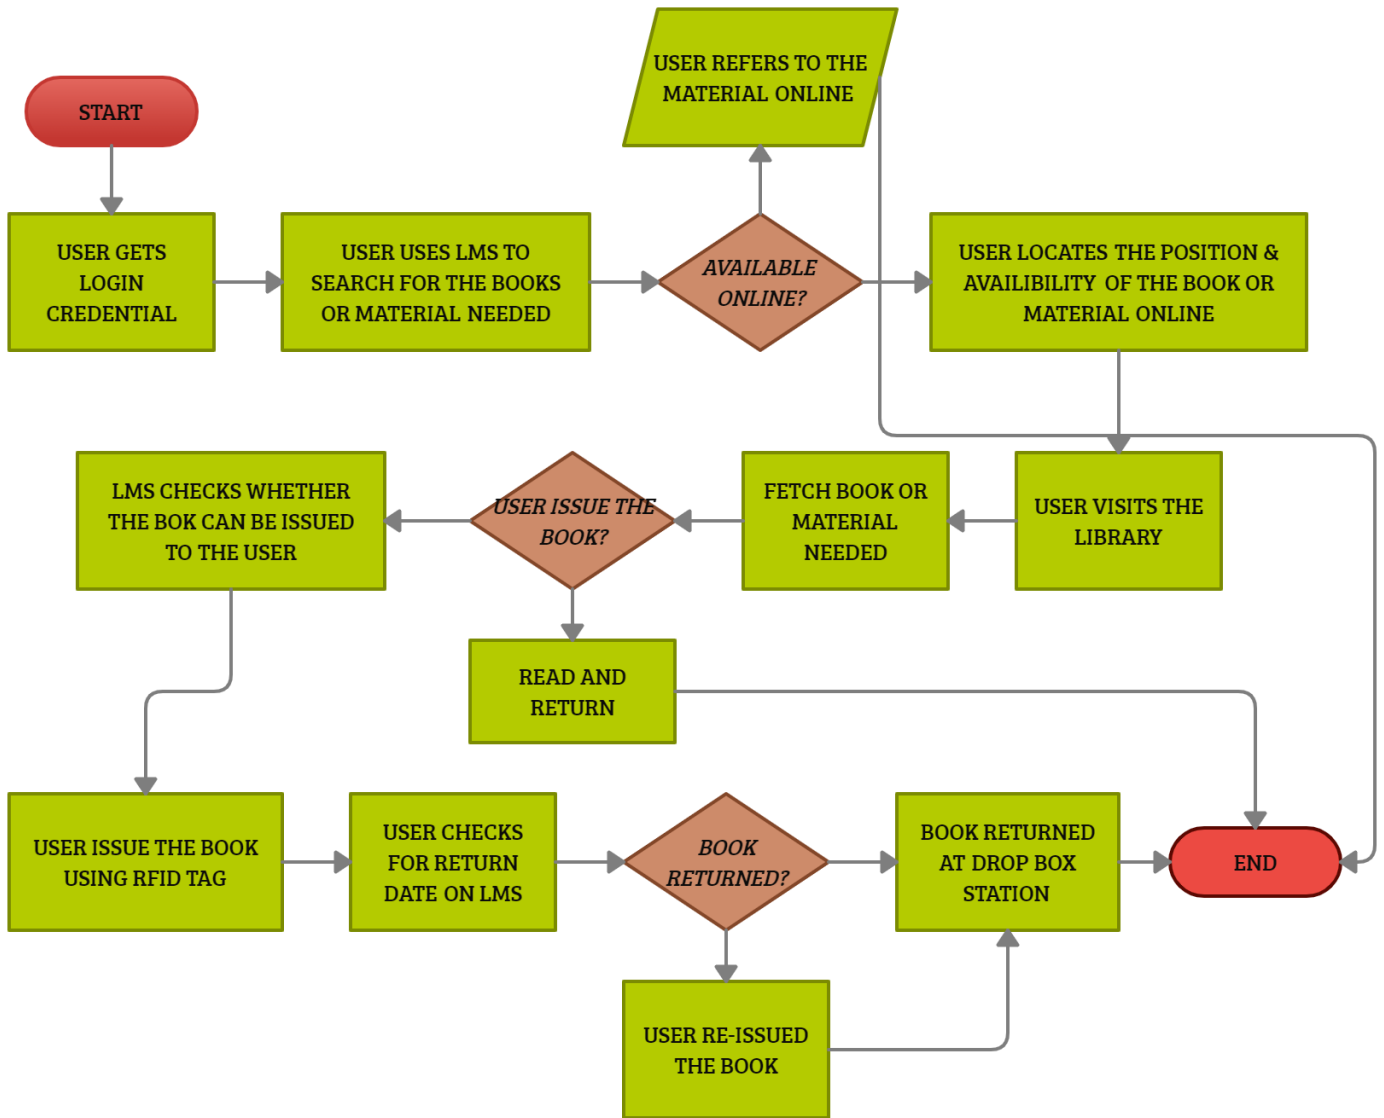 START
USER GETS
LOGIN
CREDENTIAL
USER USES LMS TO
SEARCH FOR THE BOOKS
OR MATERIAL NEEDED
AVAILABLE
ONLINE?
USER REFERS TO THE
MATERIAL ONLINE
USER LOCATES THE POSITION &
AVAILIBILITY OF THE BOOK OR
MATERIAL ONLINE
USER VISITS THE
LIBRARY
FETCH BOOK OR
MATERIAL
NEEDED
USER ISSUE THE
BOOK?
LMS CHECKS WHETHER
THE BOK CAN BE ISSUED
TO THE USER
READ AND
RETURN
USER ISSUE THE BOOK
USING RFID TAG
USER CHECKS
FOR RETURN
DATE ON LMS
BOOK
RETURNED?
BOOK RETURNED
AT DROP BOX
STATION
END
USER RE-ISSUED
THE BOOK